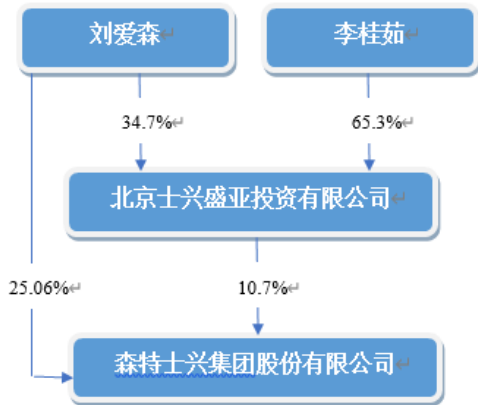 刘爱森
李桂茹
34.7%
65.3%
北京士兴盛亚投资有限公司
25.06%
10.7%
森特士兴集团股份有限公司